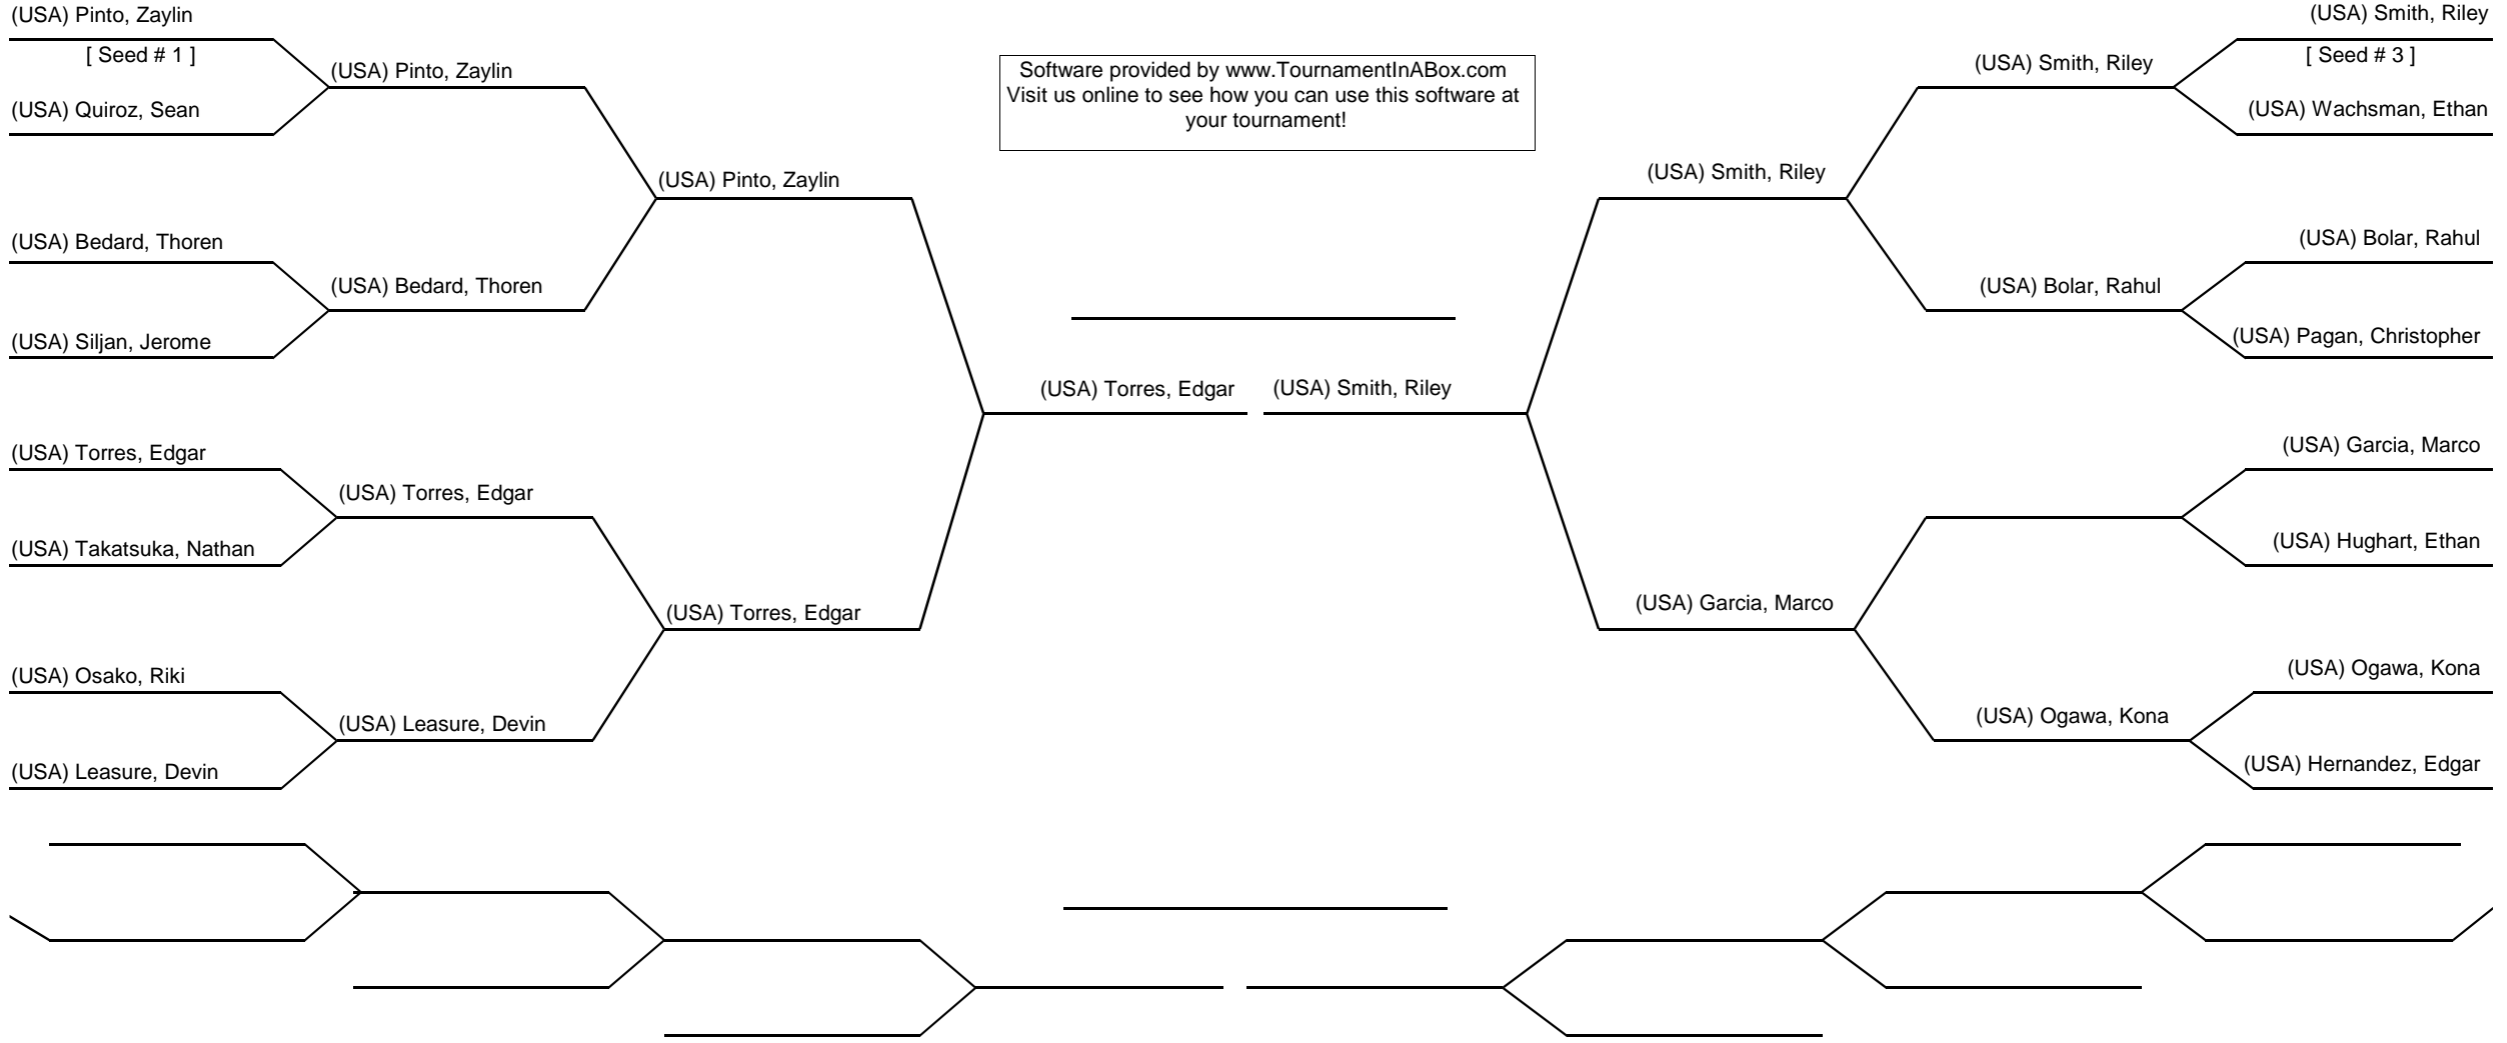 (USA) Pinto, Zaylin
[ Seed # 1 ]
(USA) Quiroz, Sean
(USA) Bedard, Thoren
(USA) Siljan, Jerome
(USA) Torres, Edgar
(USA) Takatsuka, Nathan
(USA) Osako, Riki
(USA) Leasure, Devin
(USA) Pinto, Zaylin
(USA) Bedard, Thoren
(USA) Torres, Edgar
(USA) Leasure, Devin
(USA) Pinto, Zaylin
(USA) Torres, Edgar
Software provided by www.TournamentInABox.com
Visit us online to see how you can use this software at
your tournament!
(USA) Torres, Edgar
(USA) Smith, Riley
(USA) Smith, Riley
(USA) Garcia, Marco
(USA) Smith, Riley
(USA) Bolar, Rahul
(USA) Ogawa, Kona
(USA) Smith, Riley
[ Seed # 3 ]
(USA) Wachsman, Ethan
(USA) Bolar, Rahul
(USA) Pagan, Christopher
(USA) Garcia, Marco
(USA) Hughart, Ethan
(USA) Ogawa, Kona
(USA) Hernandez, Edgar